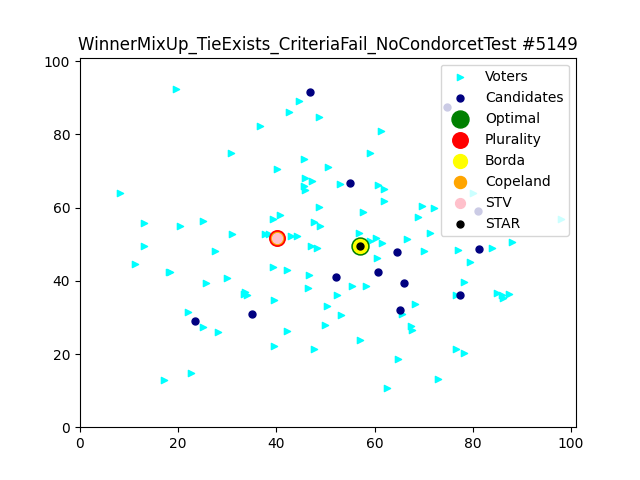 WinnerMixUp_TieExists_CriteriaFail_NoCondorcetTest #5149
100
80
60
40
20
0
0 20 40 60 80 100
Voters
Candidates
Optimal
Plurality
Borda
Copeland
STV
STAR